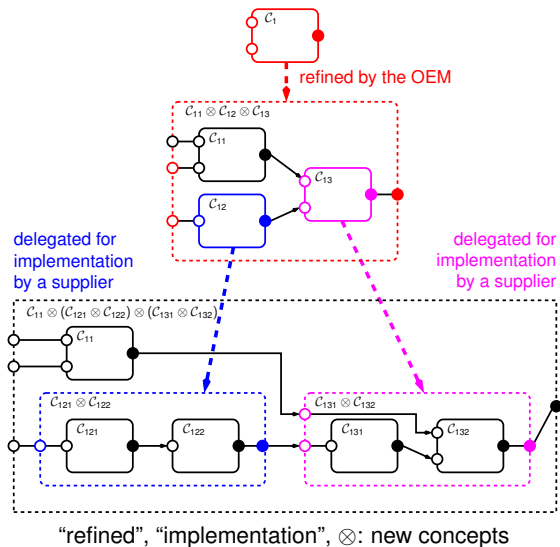 C₁
refined by the OEM
C₁₁ ⊗ C₁₂ ⊗ C₁₃
C₁₁
C₁₃
C₁₂
delegated for
implementation
by a supplier
delegated for
implementation
by a supplier
C₁₁ ⊗ (C₁₂₁ ⊗ C₁₂₂) ⊗ (C₁₃₁ ⊗ C₁₃₂)
C₁₁
C₁₂₁ ⊗ C₁₂₂
C₁₃₁ ⊗ C₁₃₂
C₁₂₁
C₁₂₂
C₁₃₁
C₁₃₂
“refined”, “implementation”, ⊗: new concepts